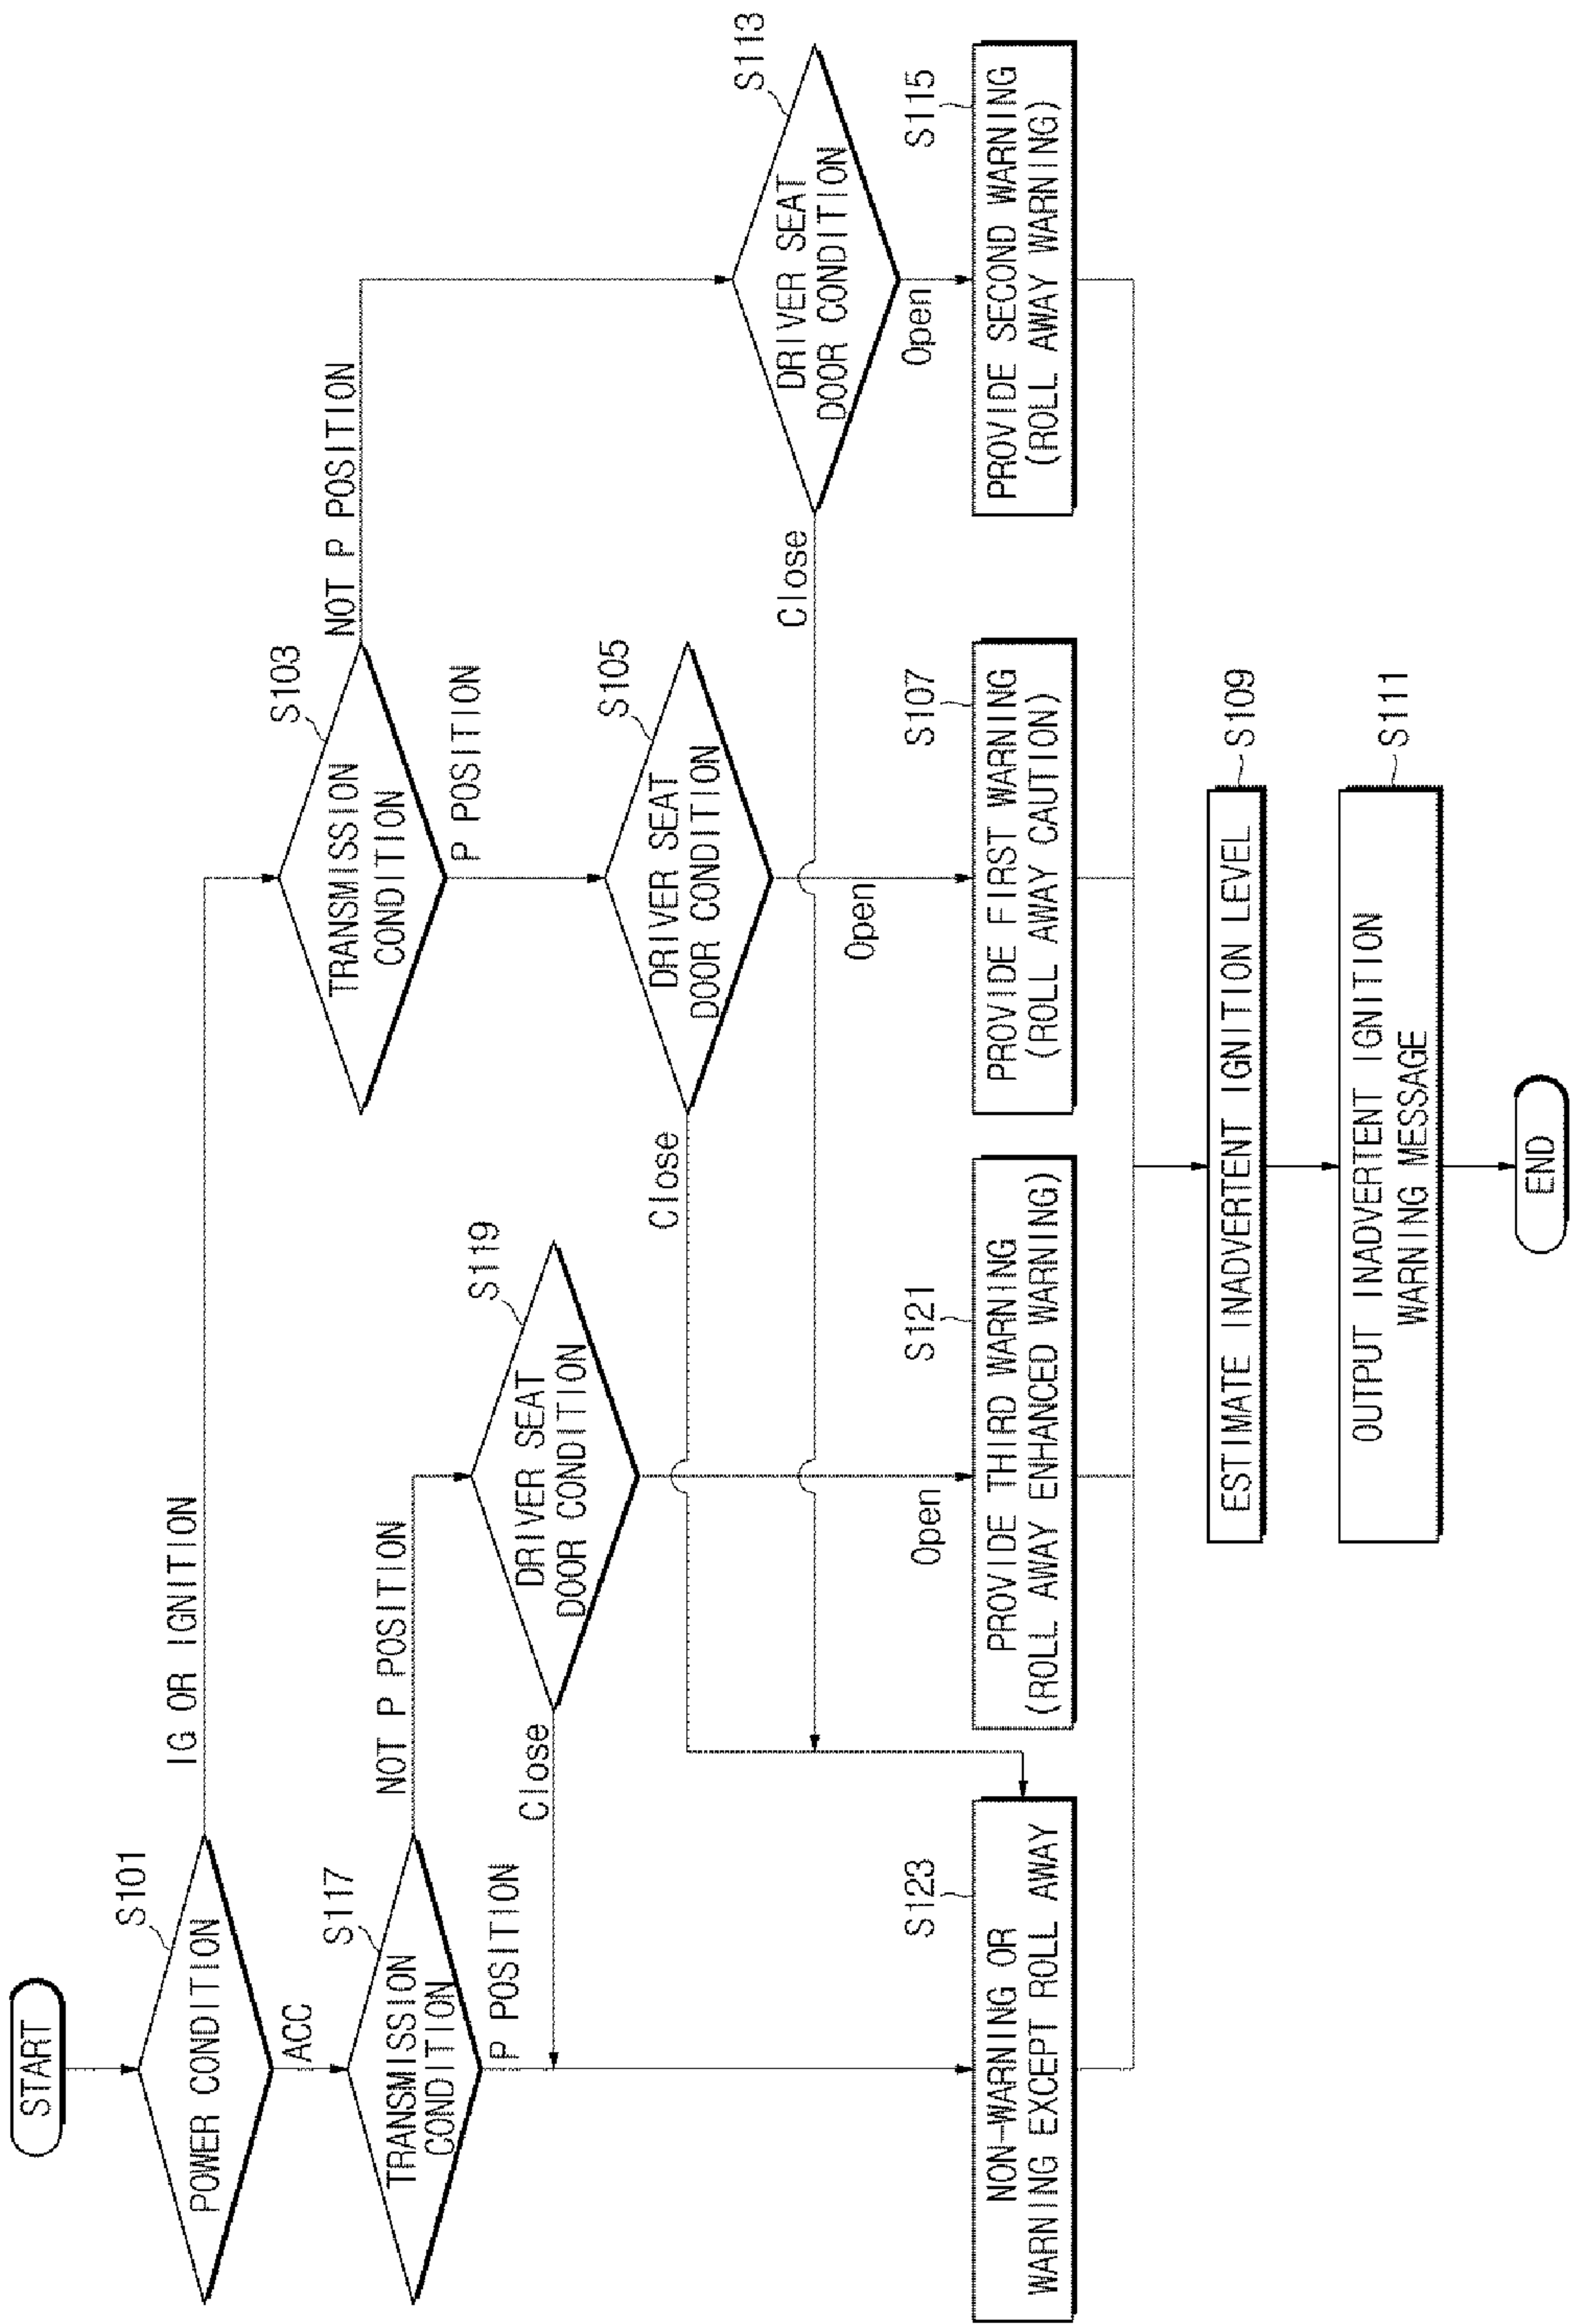 START
POWER CONDITION
S101
IG OR IGNITION
ACC
TRANSMISSION
CONDITION
S103
NOT P POSITION
P POSITION
TRANSMISSION
CONDITION
S117
NOT P POSITION
P POSITION
DRIVER SEAT
DOOR CONDITION
S119
Close
Open
DRIVER SEAT
DOOR CONDITION
S105
Close
Open
DRIVER SEAT
DOOR CONDITION
S113
Close
Open
NON-WARNING OR
WARNING EXCEPT ROLL AWAY
S123
PROVIDE THIRD WARNING
(ROLL AWAY ENHANCED WARNING)
S121
PROVIDE FIRST WARNING
(ROLL AWAY CAUTION)
S107
PROVIDE SECOND WARNING
(ROLL AWAY WARNING)
S115
ESTIMATE INADVERTENT IGNITION LEVEL
S109
OUTPUT INADVERTENT IGNITION
WARNING MESSAGE
S111
END